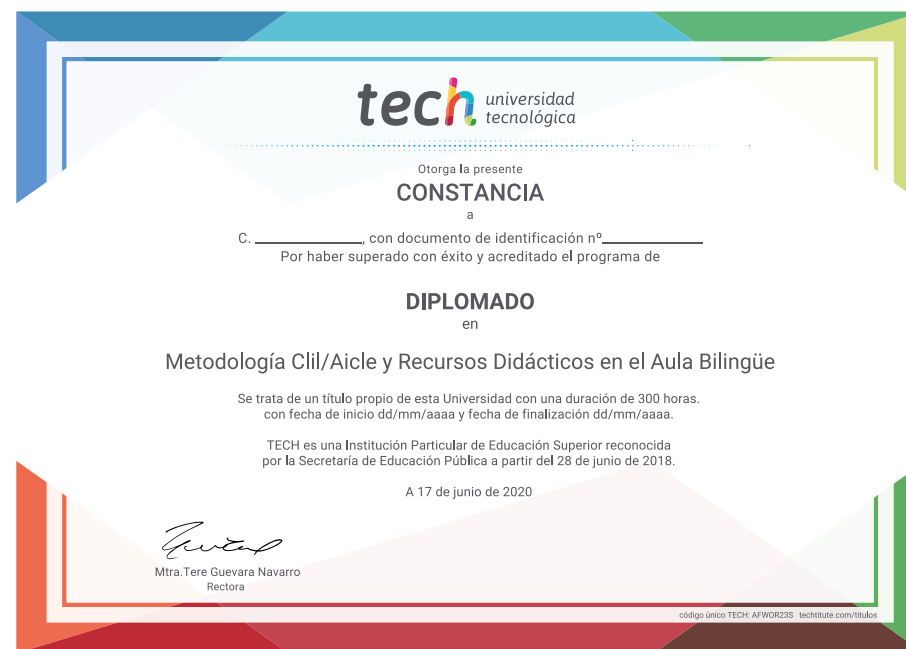 tech universidad
tecnológica
Otorga la presente
CONSTANCIA
a
C. ____________, con documento de identificación nº____________
Por haber superado con éxito y acreditado el programa de
DIPLOMADO
en
Metodología Clil/Aicle y Recursos Didácticos en el Aula Bilingüe
Se trata de un título propio de esta Universidad con una duración de 300 horas.
con fecha de inicio dd/mm/aaaa y fecha de finalización dd/mm/aaaa.
TECH es una Institución Particular de Educación Superior reconocida
por la Secretaría de Educación Pública a partir del 28 de junio de 2018.
A 17 de junio de 2020
Mtra.Tere Guevara Navarro
Rectora
código único TECH: AFWOR23S techtitute.com/titulos